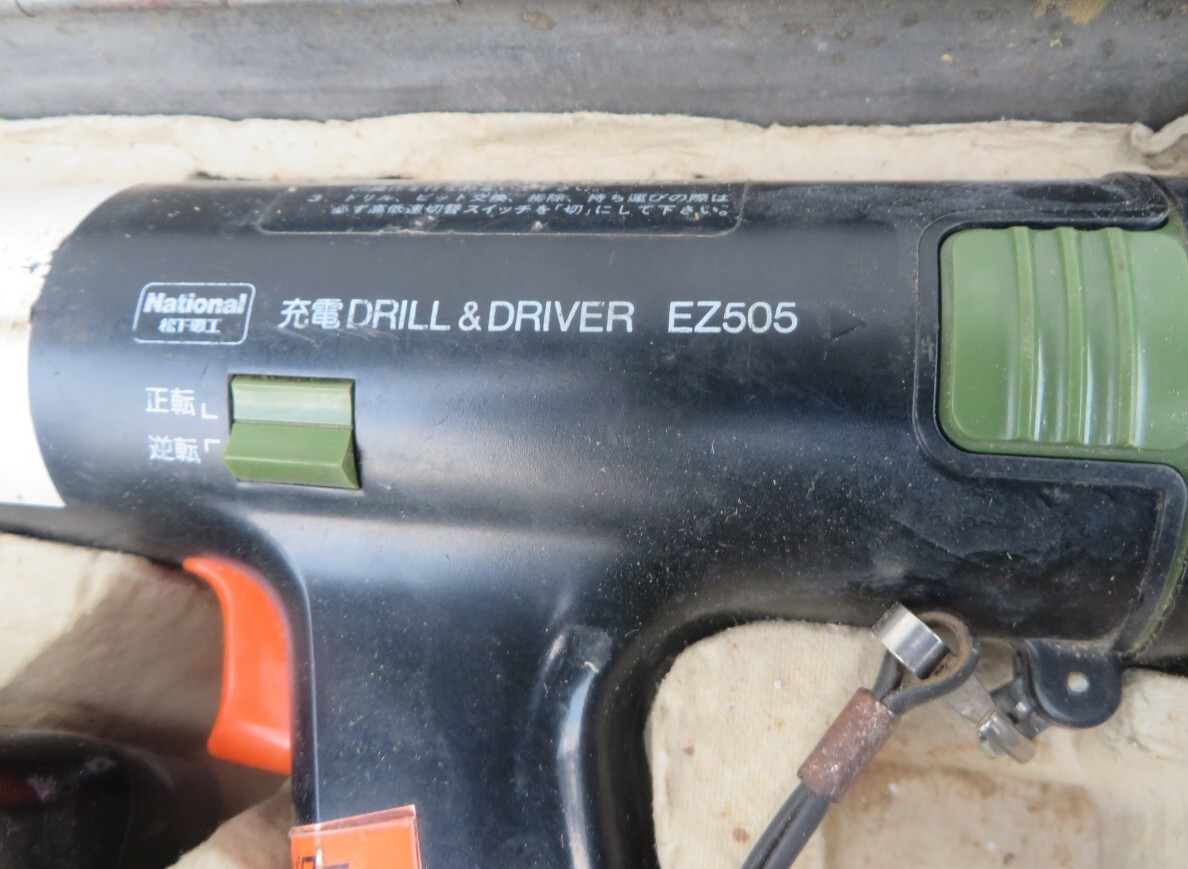 3 ドリル、ビット交換、掃除、持ち運びの際は
必ず高低速切替スイッチを「切」にして下さい。
National
松下電工
充電DRILL & DRIVER EZ505
正転
逆転